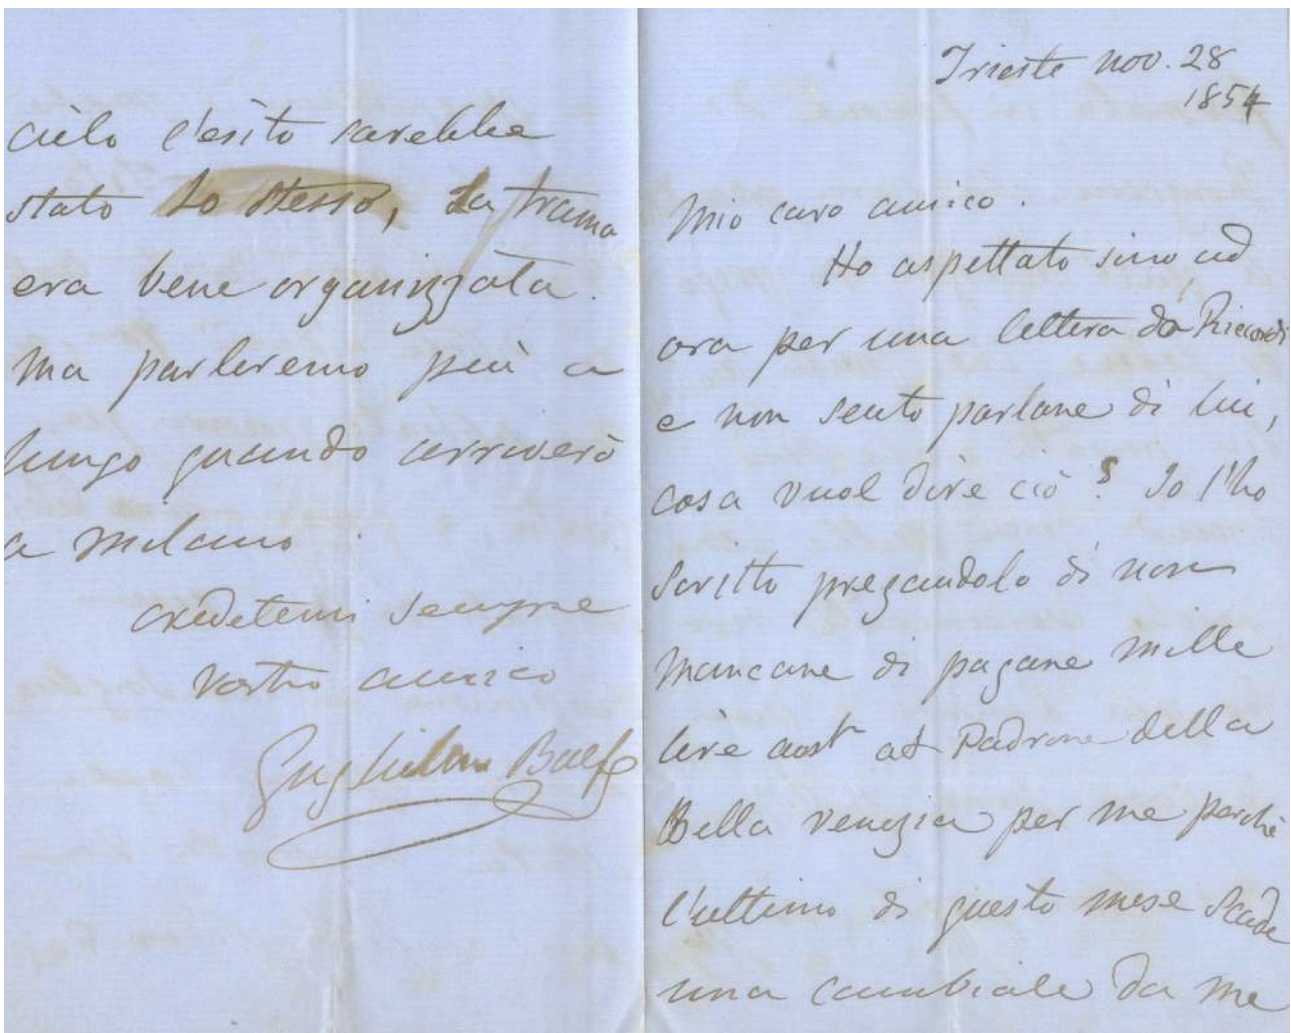 Trieste nov. 28
1854
Mio caro amico.
Ho aspettato sino ad
ora per una lettera da Riccordi
e non sento parlare di lui,
cosa vuol dire ciò? Io l'ho
scritto pregandolo di non
mancare di pagare mille
lire aust al Padrone della
Bella venezia per me perchè
l'ultimo di questo mese scade
una cambiale da me
cielo l'esito sarebbe
stato lo stesso, La trama
era bene organizzata.
ma parleremo più a
lungo quando arriverò
a Milano.
Credetemi sempre
vostro amico
Guglielmo Balfe